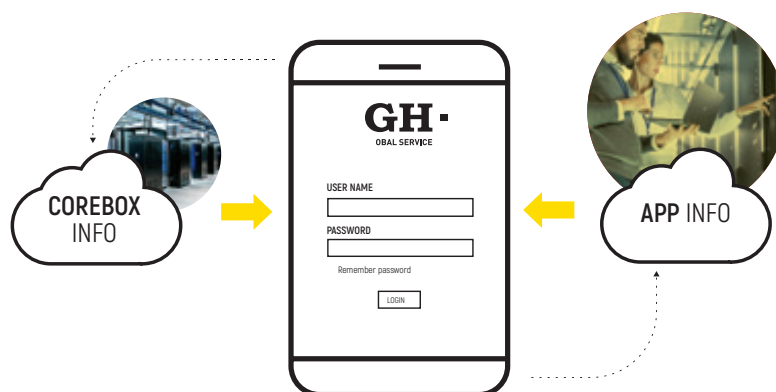 GH
OBAL SERVICE
COREBOX
INFO
USER NAME
PASSWORD
Remember password
LOGIN
APP INFO